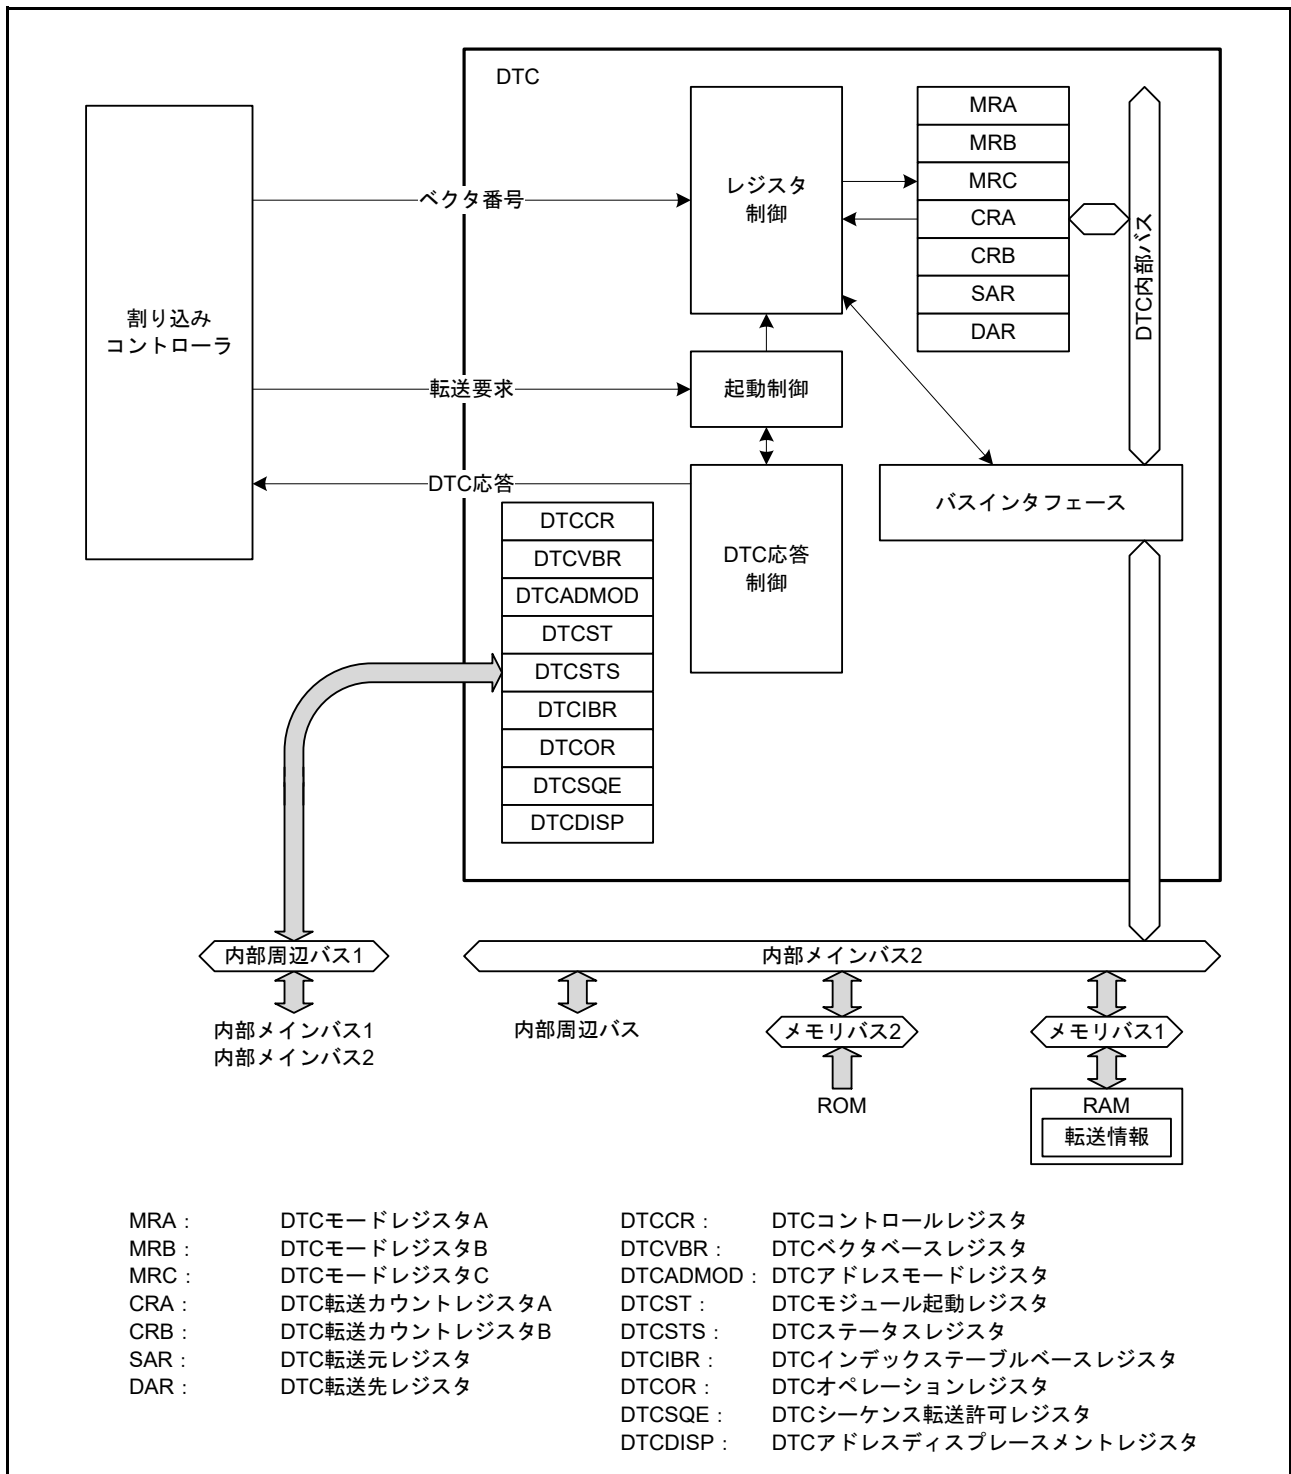 DTC
割り込み
コントローラ
ベクタ番号
転送要求
DTC応答
レジスタ
制御
起動制御
DTC応答
制御
MRA
MRB
MRC
CRA
CRB
SAR
DAR
DTC内部バス
バスインタフェース
DTCCR
DTCVBR
DTCADMOD
DTCST
DTCSTS
DTCIBR
DTCOR
DTCSQE
DTCDISP
内部周辺バス1
内部メインバス1
内部メインバス2
内部メインバス2
内部周辺バス
メモリバス2
ROM
メモリバス1
RAM
転送情報
MRA : DTCモードレジスタA
MRB : DTCモードレジスタB
MRC : DTCモードレジスタC
CRA : DTC転送カウントレジスタA
CRB : DTC転送カウントレジスタB
SAR : DTC転送元レジスタ
DAR : DTC転送先レジスタ
DTCCR : DTCコントロールレジスタ
DTCVBR : DTCベクタベースレジスタ
DTCADMOD : DTCアドレスモードレジスタ
DTCST : DTCモジュール起動レジスタ
DTCSTS : DTCステータスレジスタ
DTCIBR : DTCインデックステーブルベースレジスタ
DTCOR : DTCオペレーションレジスタ
DTCSQE : DTCシーケンス転送許可レジスタ
DTCDISP : DTCアドレスディスプレースメントレジスタ